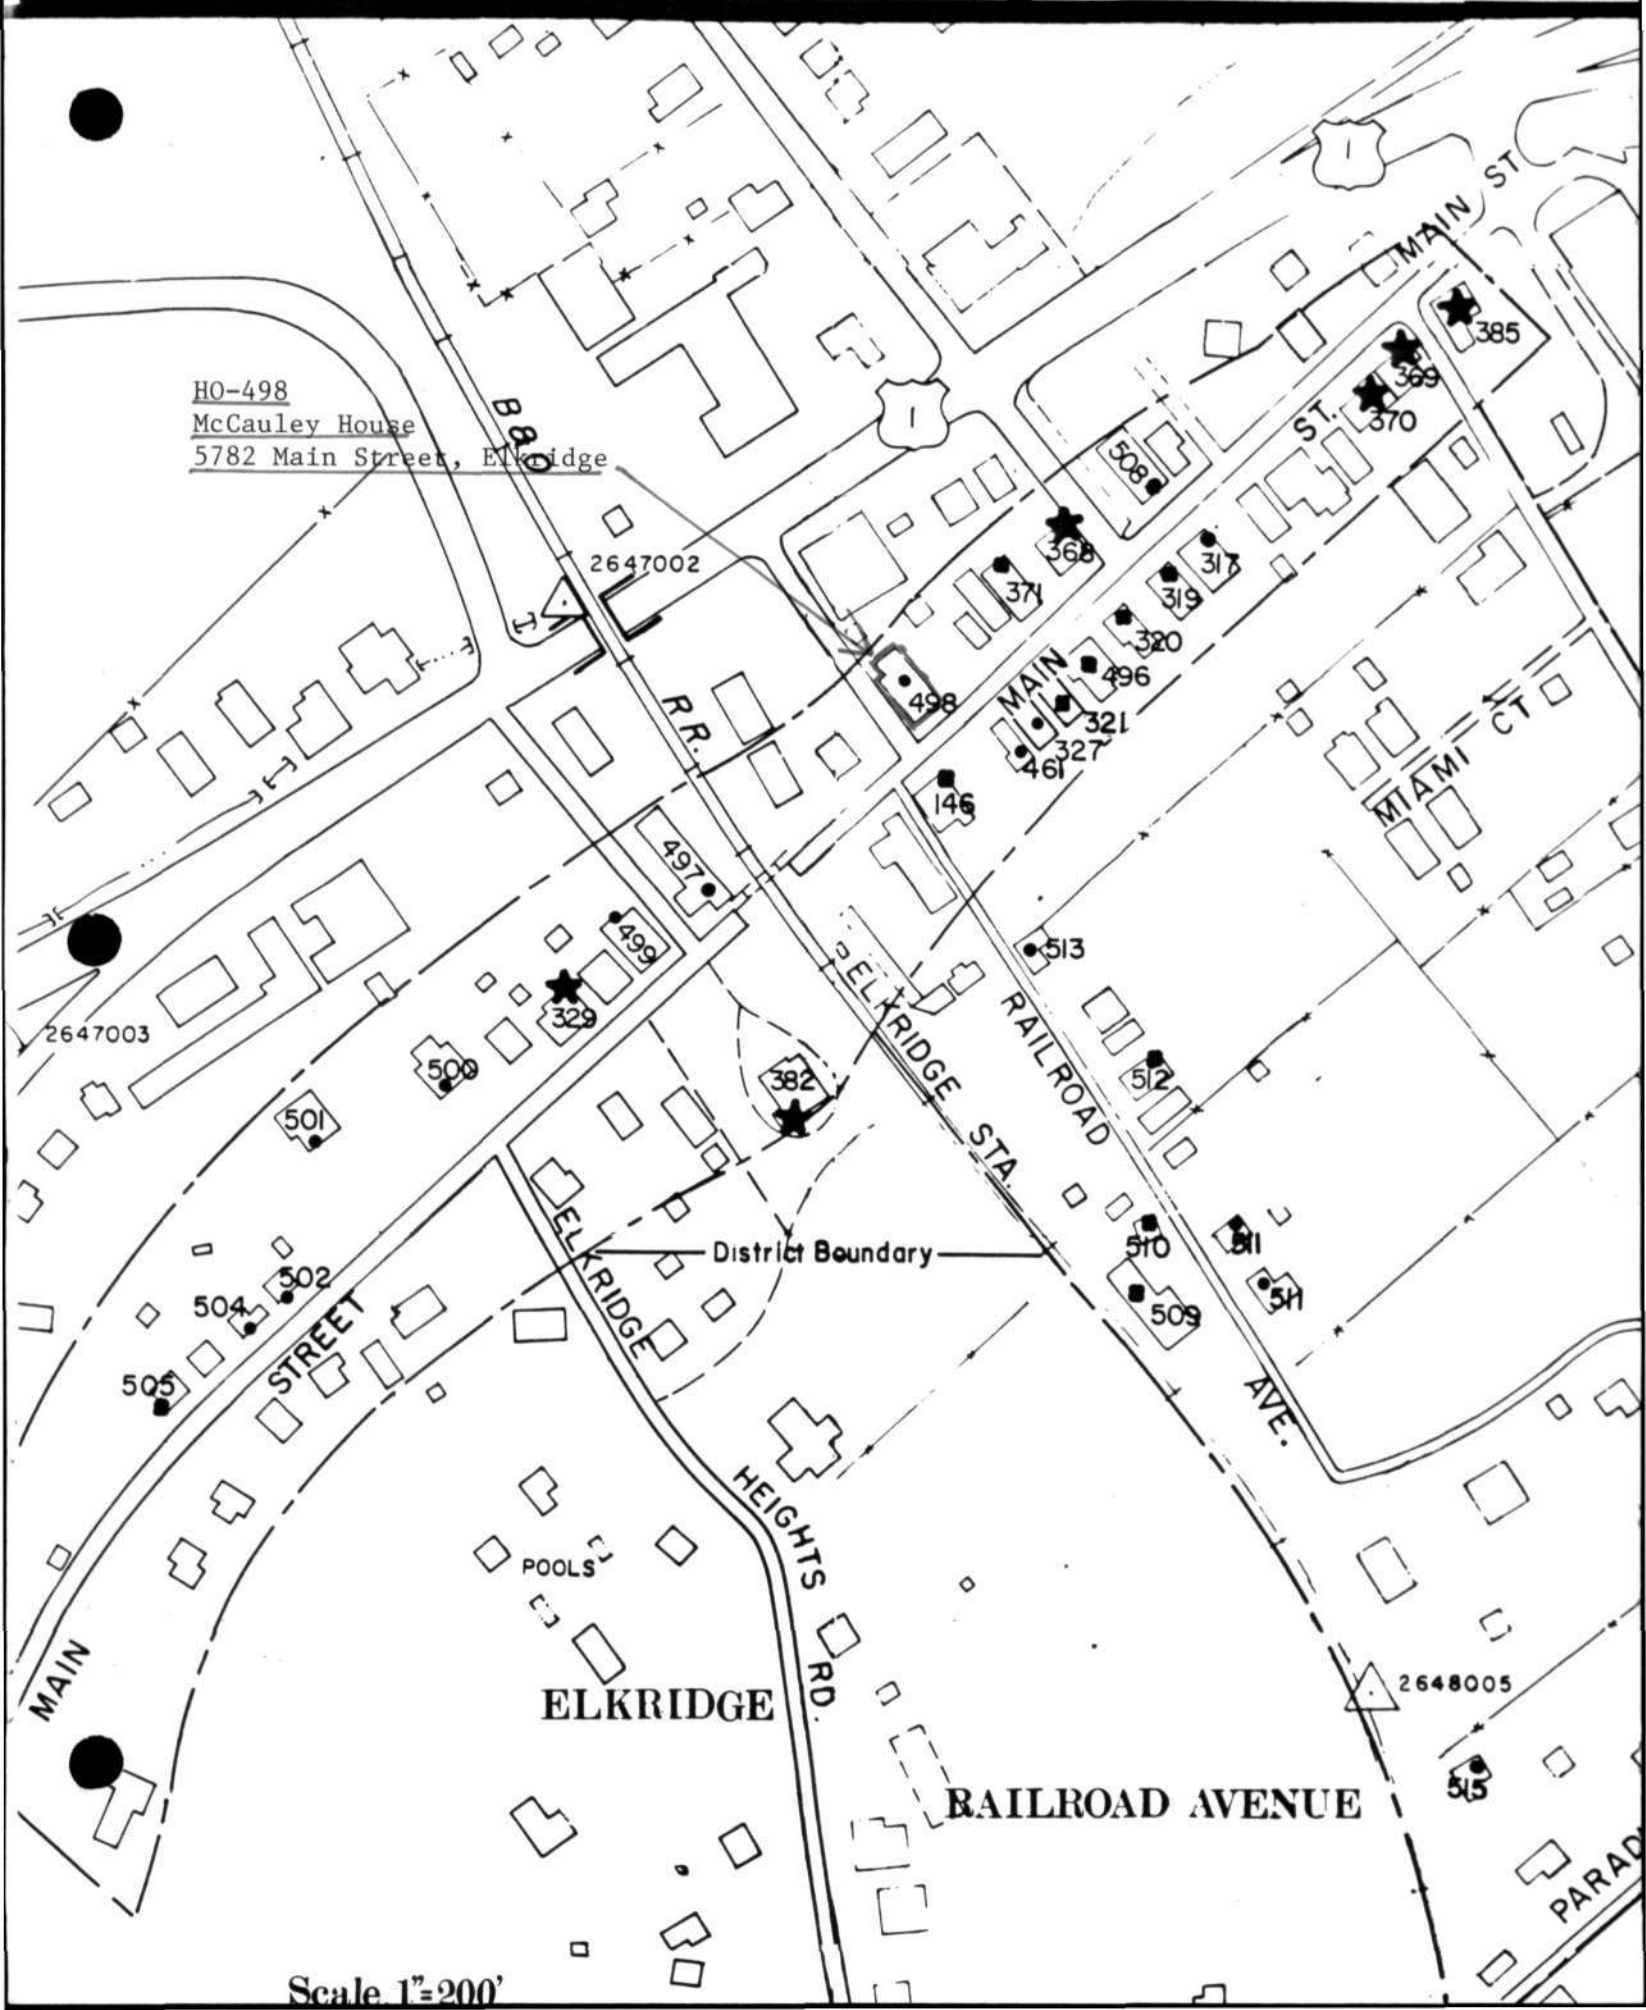 MAIN ST
1
385
369
HO-498
McCauley House
5782 Main Street, Elkridge
B&O
1
ST.
370
508
368
317
2647002
371
319
320
MAIN
496
RR.
498
321
327
461
MIAMI CT
146
497
499
513
ELKRIDGE STA.
RAILROAD AVE.
2647003
329
500
382
512
501
510
511
District Boundary
502
504
509
511
STREET
505
ELKRIDGE HEIGHTS RD.
POOLS
MAIN
ELKRIDGE
2648005
RAILROAD AVENUE
515
Scale 1"=200'